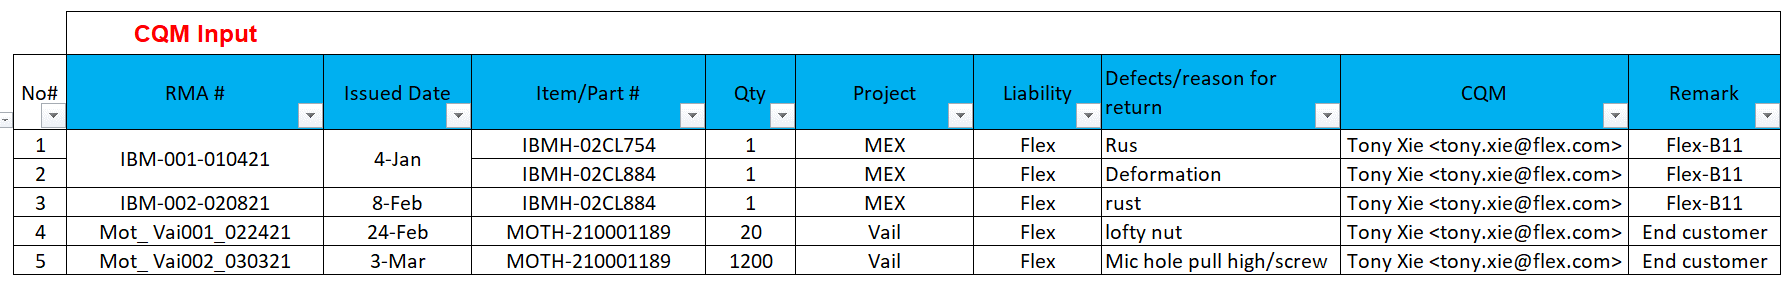 CQM Input
No# RMA # Issued Date Item/Part # Qty Project Liability Defects/reason for return CQM Remark
1 IBM-001-010421 4-Jan IBMH-02CL754 1 MEX Flex Rus Tony Xie <tony.xie@flex.com> Flex-B11
2 IBMH-02CL884 1 MEX Flex Deformation Tony Xie <tony.xie@flex.com> Flex-B11
3 IBM-002-020821 8-Feb IBMH-02CL884 1 MEX Flex rust Tony Xie <tony.xie@flex.com> Flex-B11
4 Mot_ Vai001_022421 24-Feb MOTH-210001189 20 Vail Flex lofty nut Tony Xie <tony.xie@flex.com> End customer
5 Mot_ Vai002_030321 3-Mar MOTH-210001189 1200 Vail Flex Mic hole pull high/screw Tony Xie <tony.xie@flex.com> End customer